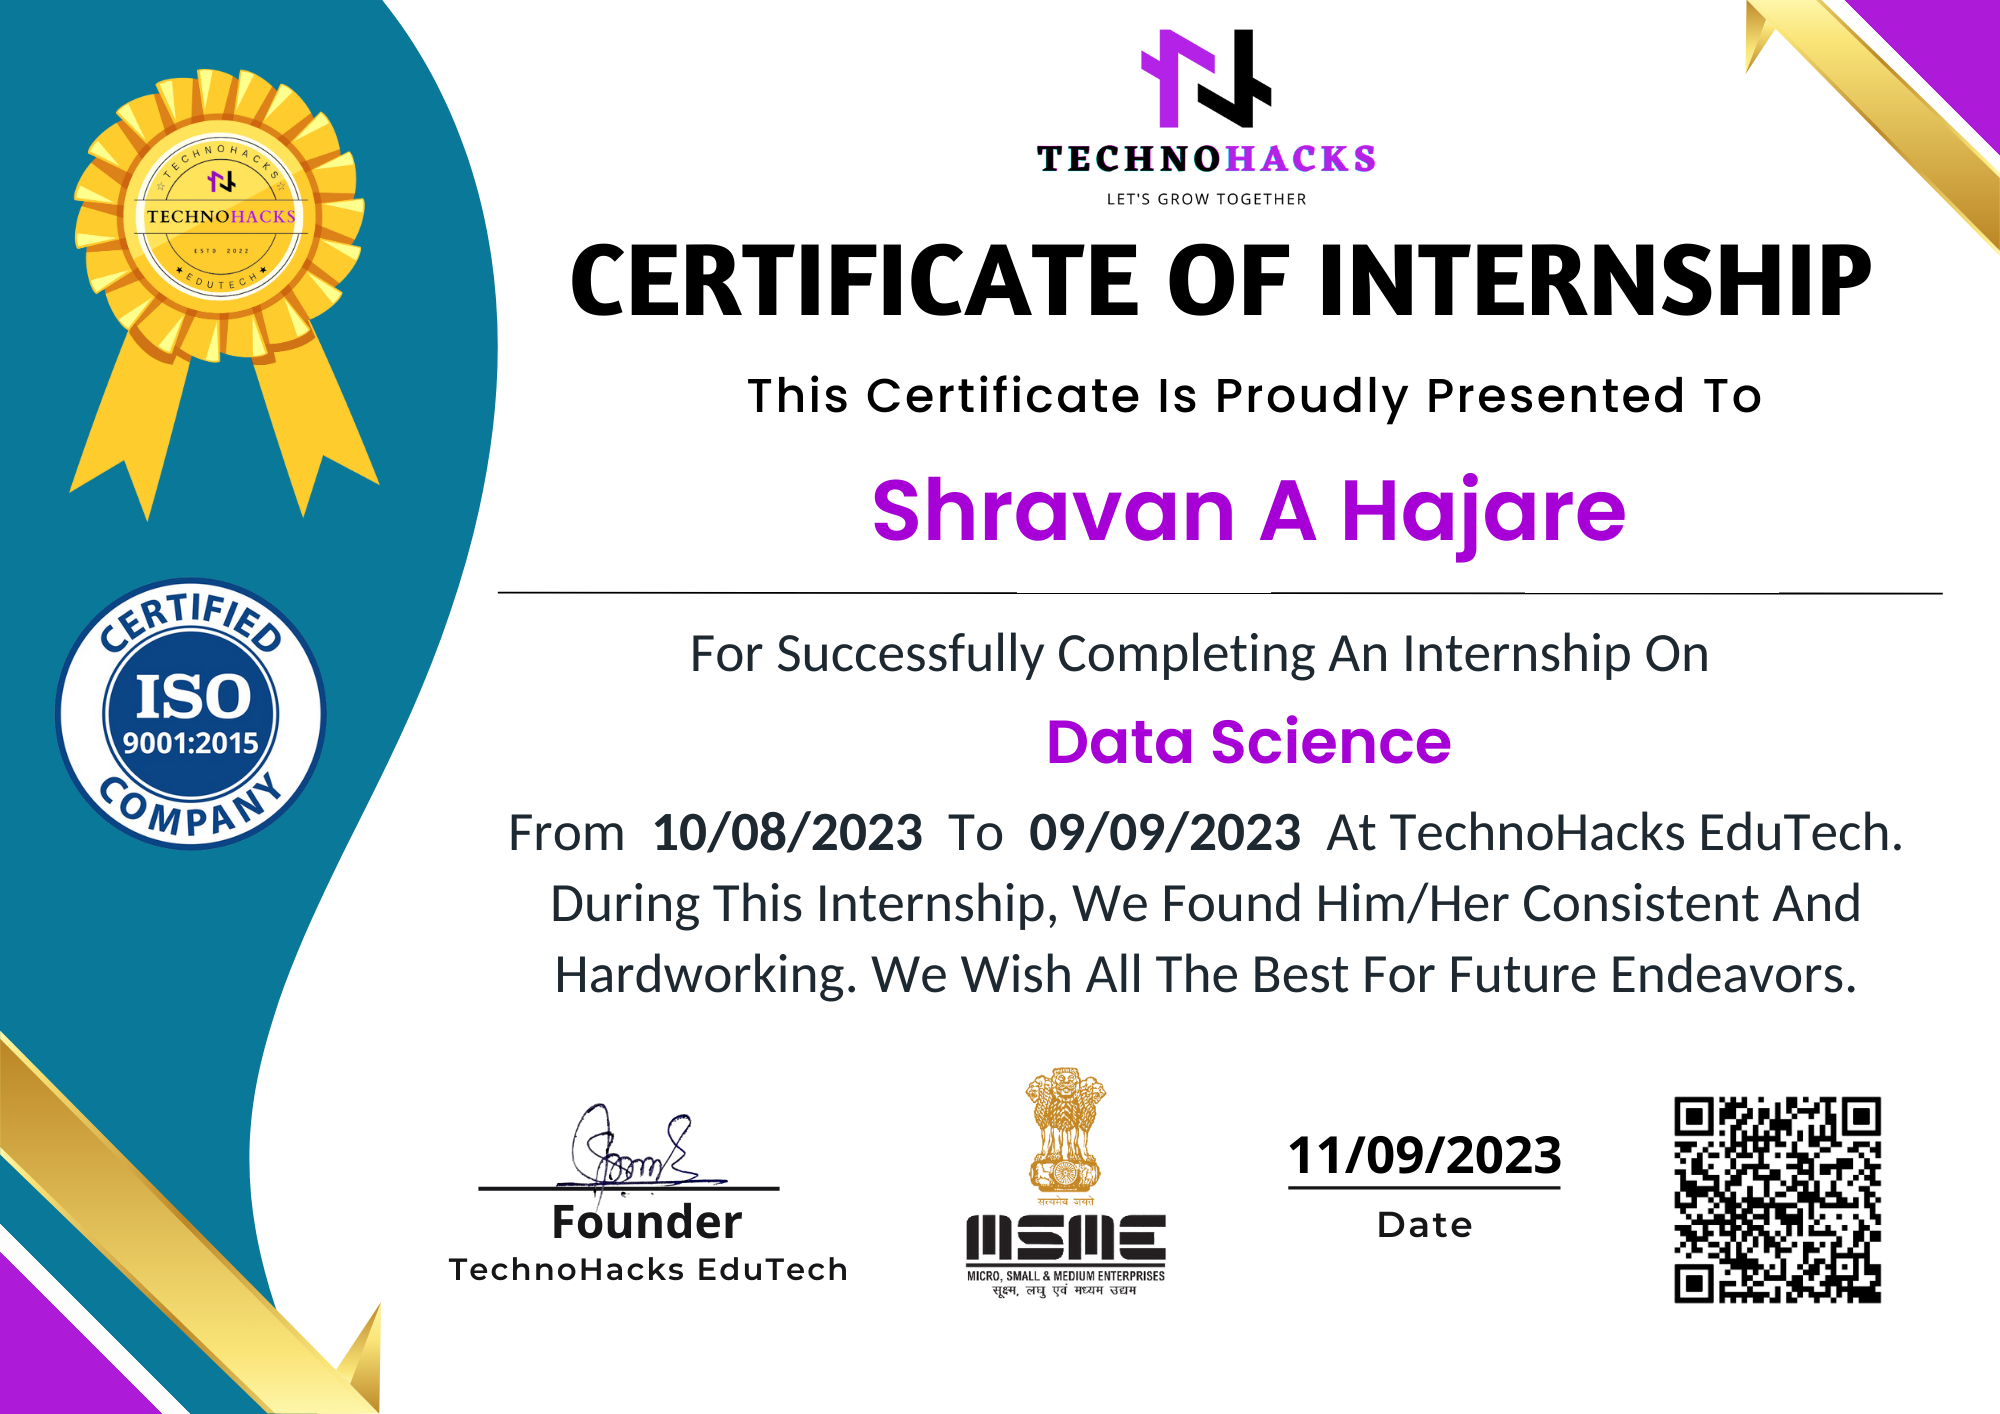 TECHNOHACKS
LET'S GROW TOGETHER
TECHNOHACKS
TECHNOHACKS
ESTD 2022
EDUTECH
CERTIFICATE OF INTERNSHIP
This Certificate Is Proudly Presented To
Shravan A Hajare
CERTIFIED
ISO
9001:2015
COMPANY
For Successfully Completing An Internship On
Data Science
From 10/08/2023 To 09/09/2023 At TechnoHacks EduTech.
During This Internship, We Found Him/Her Consistent And
Hardworking. We Wish All The Best For Future Endeavors.
Founder
TechnoHacks EduTech
सत्यमेव जयते
MSME
MICRO, SMALL & MEDIUM ENTERPRISES
सूक्ष्म, लघु एवं मध्यम उद्यम
11/09/2023
Date